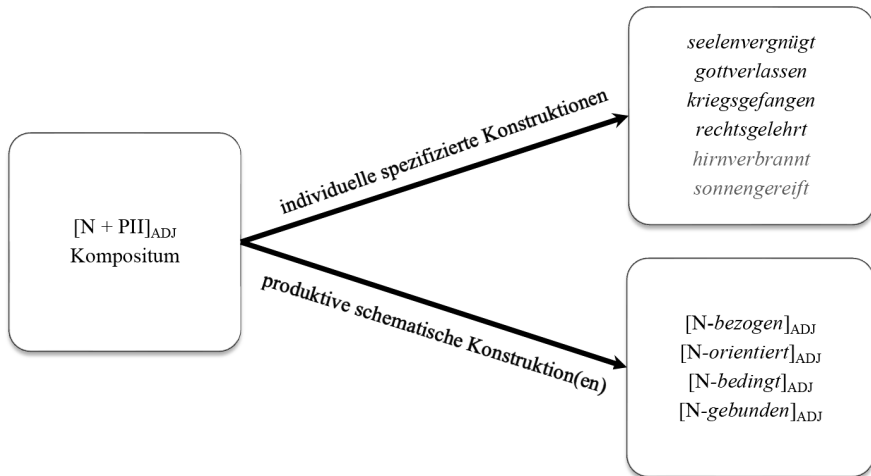 [N + PII]ADJ
Kompositum
individuelle spezifizierte Konstruktionen
produktive schematische Konstruktion(en)
seelenvergnügt
gottverlassen
kriegsgefangen
rechtsgelehrt
hirnverbrannt
sonnengereift
[N-bezogen]ADJ
[N-orientiert]ADJ
[N-bedingt]ADJ
[N-gebunden]ADJ